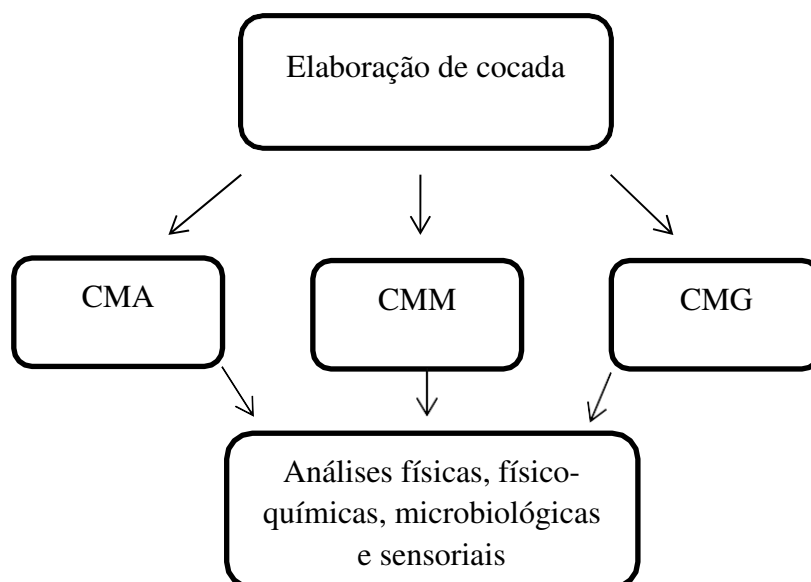 Elaboração de cocada
CMA
CMM
CMG
Análises físicas, físico-
químicas, microbiológicas
e sensoriais